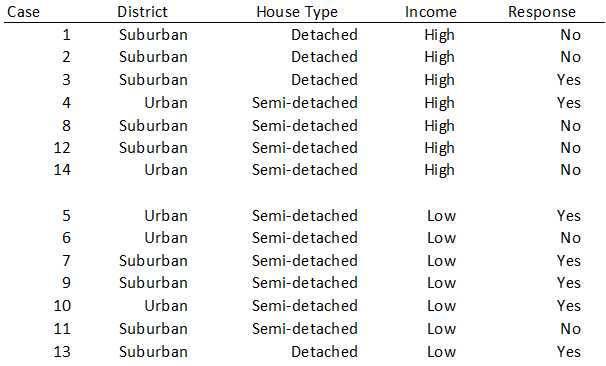 Case District House Type Income Response
1 Suburban Detached High No
2 Suburban Detached High No
3 Suburban Detached High Yes
4 Urban Semi-detached High Yes
8 Suburban Semi-detached High No
12 Suburban Semi-detached High No
14 Urban Semi-detached High No
5 Urban Semi-detached Low Yes
6 Urban Semi-detached Low No
7 Suburban Semi-detached Low Yes
9 Suburban Semi-detached Low Yes
10 Urban Semi-detached Low Yes
11 Suburban Semi-detached Low No
13 Suburban Detached Low Yes